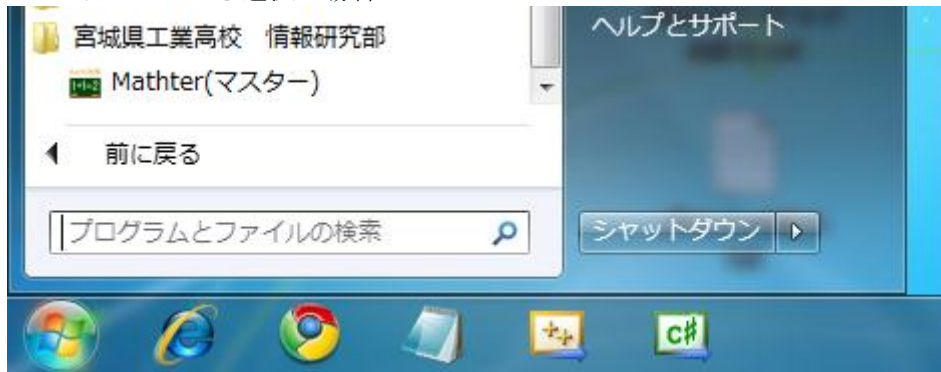 宮城県工業高校　情報研究部
Mathter(マスター)
前に戻る
プログラムとファイルの検索
ヘルプとサポート
シャットダウン
C#